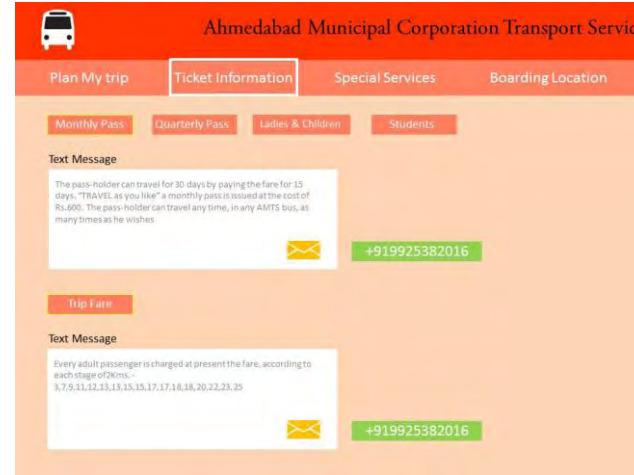 Ahmedabad Municipal Corporation Transport Servic
Plan My trip Ticket Information Special Services Boarding Location
Monthly Pass Quarterly Pass Ladies & Children Students
Text Message
The pass-holder can travel for 30 days by paying the fare for 15
days. "TRAVEL as you like" a monthly pass is issued at the cost of
Rs.600. The pass-holder can travel any time, in any AMTS bus, as
many times as he wishes
+919925382016
Trip Fare
Text Message
Every adult passenger is charged at present the fare, according to
each stage of2Kms. -
3,7,9,11,12,13,13,15,15,17,17,18,18,20,22,23,25
+919925382016